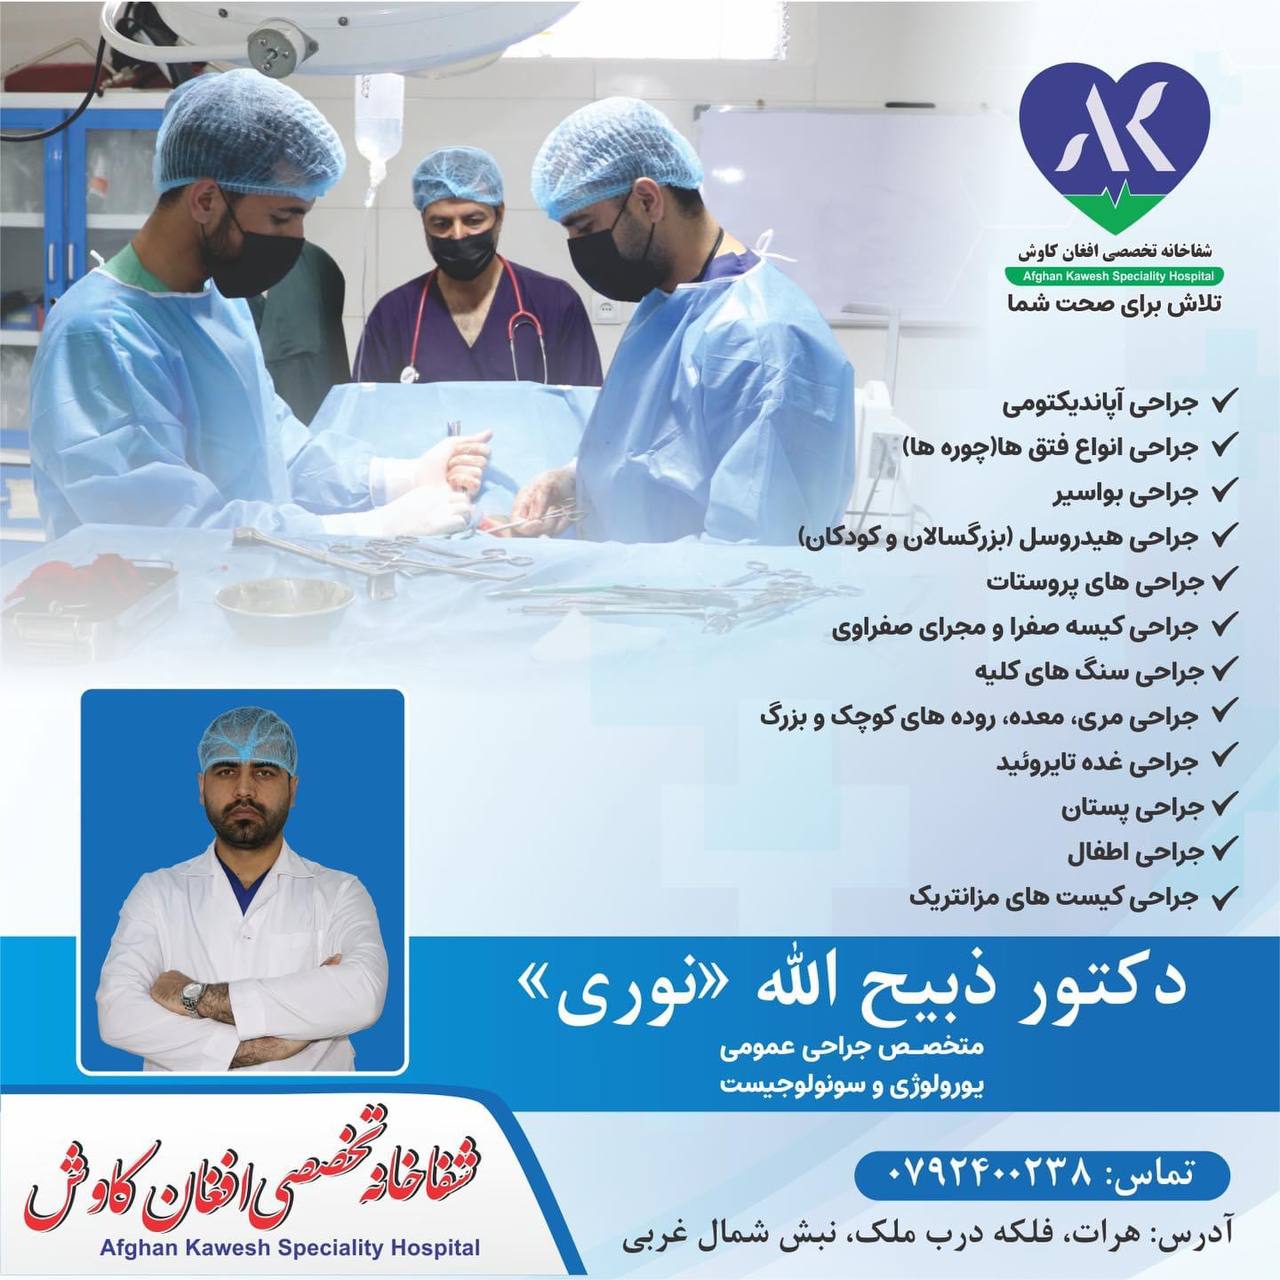 AK
شفاخانه تخصصی افغان کاوش
Afghan Kawesh Speciality Hospital
تلاش برای صحت شما
جراحی آپاندیکتومی
جراحی انواع فتق ها(چوره ها)
جراحی بواسیر
جراحی هیدروسل (بزرگسالان و کودکان)
جراحی های پروستات
جراحی کیسه صفرا و مجرای صفراوی
جراحی سنگ های کلیه
جراحی مری، معده، روده های کوچک و بزرگ
جراحی غده تایروئید
جراحی پستان
جراحی اطفال
جراحی کیست های مزانتریک
دکتور ذبیح الله «نوری»
متخصص جراحی عمومی
یورولوژی و سونولوجیست
شفاخانه تخصصی افغان کاوش
Afghan Kawesh Speciality Hospital
تماس: ۰۷۹۲۴۰۰۲۳۸
آدرس: هرات، فلکه درب ملک، نبش شمال غربی